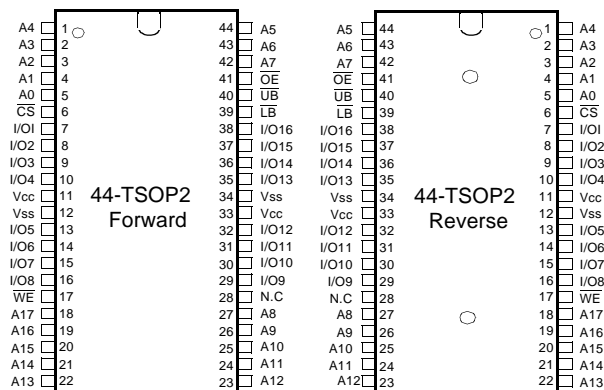 A4 1 44 A5 A5 44 1 A4
A3 2 43 A6 A6 43 2 A3
A2 3 42 A7 A7 42 3 A2
A1 4 41 OE OE 41 4 A1
A0 5 40 UB UB 40 5 A0
CS 6 39 LB LB 39 6 CS
I/OI 7 38 I/O16 I/O16 38 7 I/OI
I/O2 8 37 I/O15 I/O15 37 8 I/O2
I/O3 9 36 I/O14 I/O14 36 9 I/O3
I/O4 10 35 I/O13 I/O13 35 10 I/O4
Vcc 11 44-TSOP2 34 Vss Vss 34 44-TSOP2 11 Vcc
Vss 12 Forward 33 Vcc Vcc 33 Reverse 12 Vss
I/O5 13 32 I/O12 I/O12 32 13 I/O5
I/O6 14 31 I/O11 I/O11 31 14 I/O6
I/O7 15 30 I/O10 I/O10 30 15 I/O7
I/O8 16 29 I/O9 I/O9 29 16 I/O8
WE 17 28 N.C N.C 28 17 WE
A17 18 27 A8 A8 27 18 A17
A16 19 26 A9 A9 26 19 A16
A15 20 25 A10 A10 25 20 A15
A14 21 24 A11 A11 24 21 A14
A13 22 23 A12 A12 23 22 A13